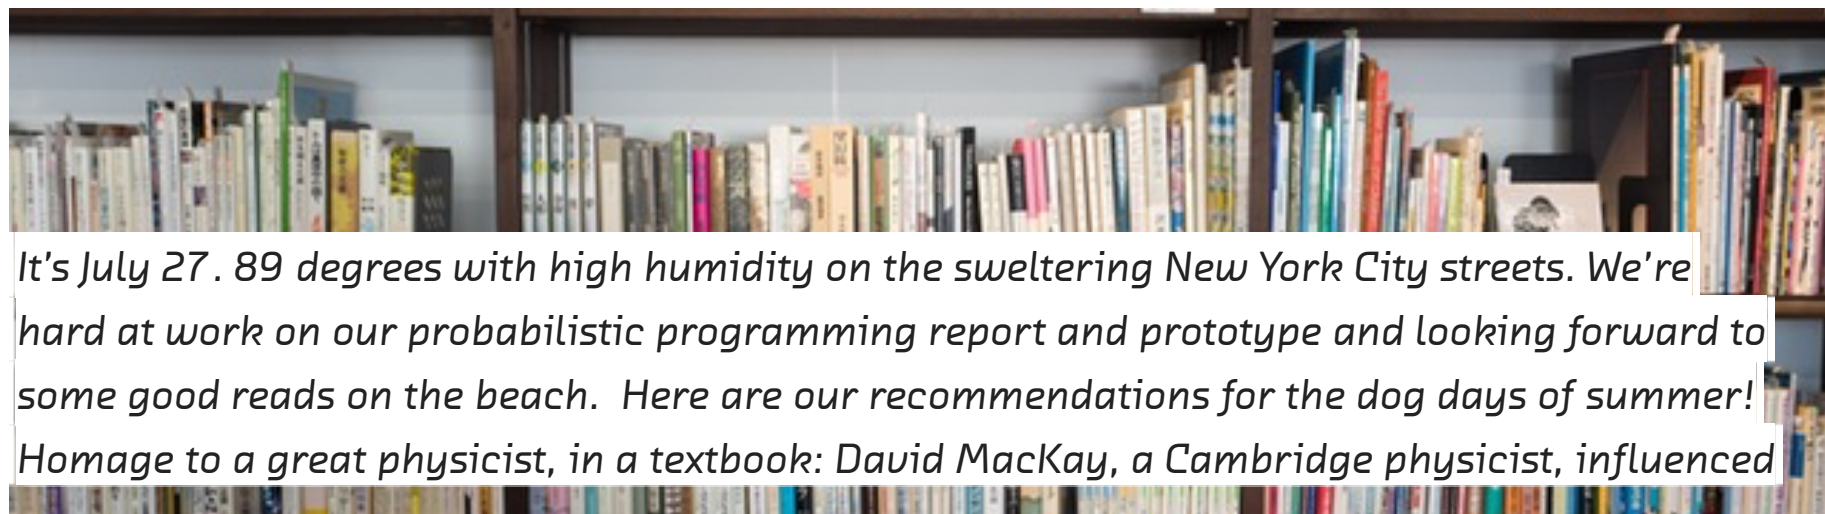 It's July 27. 89 degrees with high humidity on the sweltering New York City streets. We're
hard at work on our probabilistic programming report and prototype and looking forward to
some good reads on the beach.  Here are our recommendations for the dog days of summer!
Homage to a great physicist, in a textbook: David MacKay, a Cambridge physicist, influenced